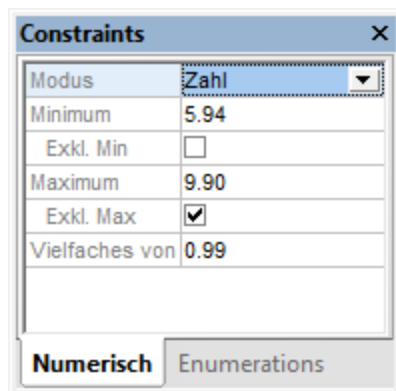 Constraints
Modus Zahl
Minimum 5.94
Exkl. Min
Maximum 9.90
Exkl. Max
Vielfaches von 0.99
Numerisch Enumerations